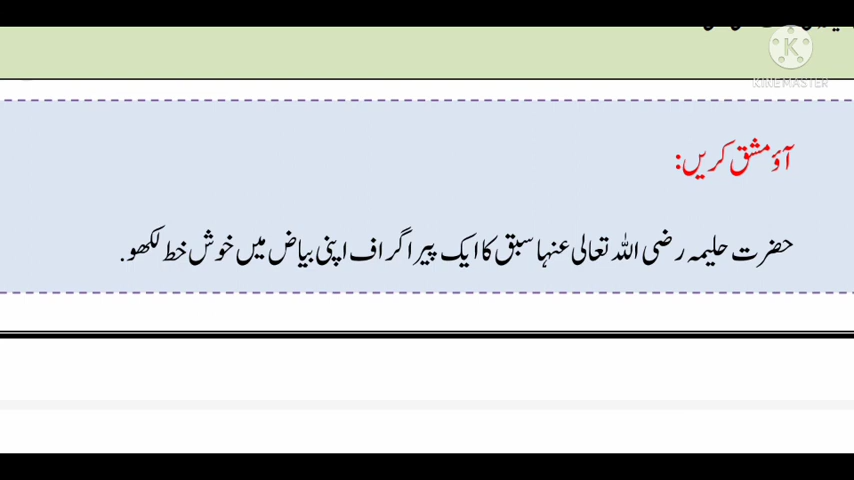 KINEMASTER
آؤ مشق کریں:
حضرت حلیمہ رضی اللہ تعالی عنہا سبق کا ایک پیراگراف اپنی بیاض میں خوش خط لکھو.